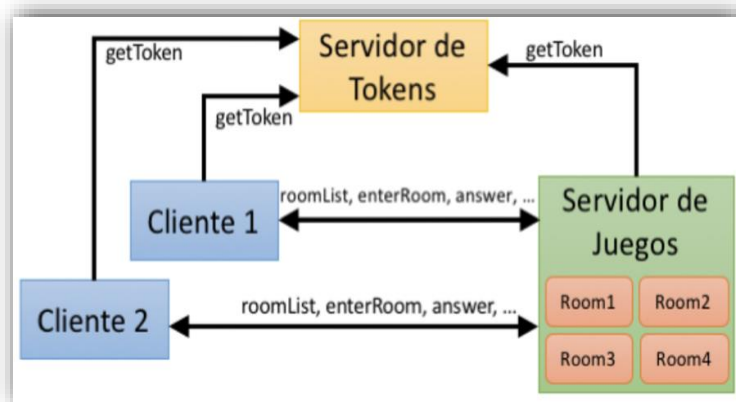 getToken
Servidor de
Tokens
getToken
getToken
Cliente 1
roomList, enterRoom, answer, ...
Servidor de
Juegos
Cliente 2
roomList, enterRoom, answer, ...
Room1
Room2
Room3
Room4